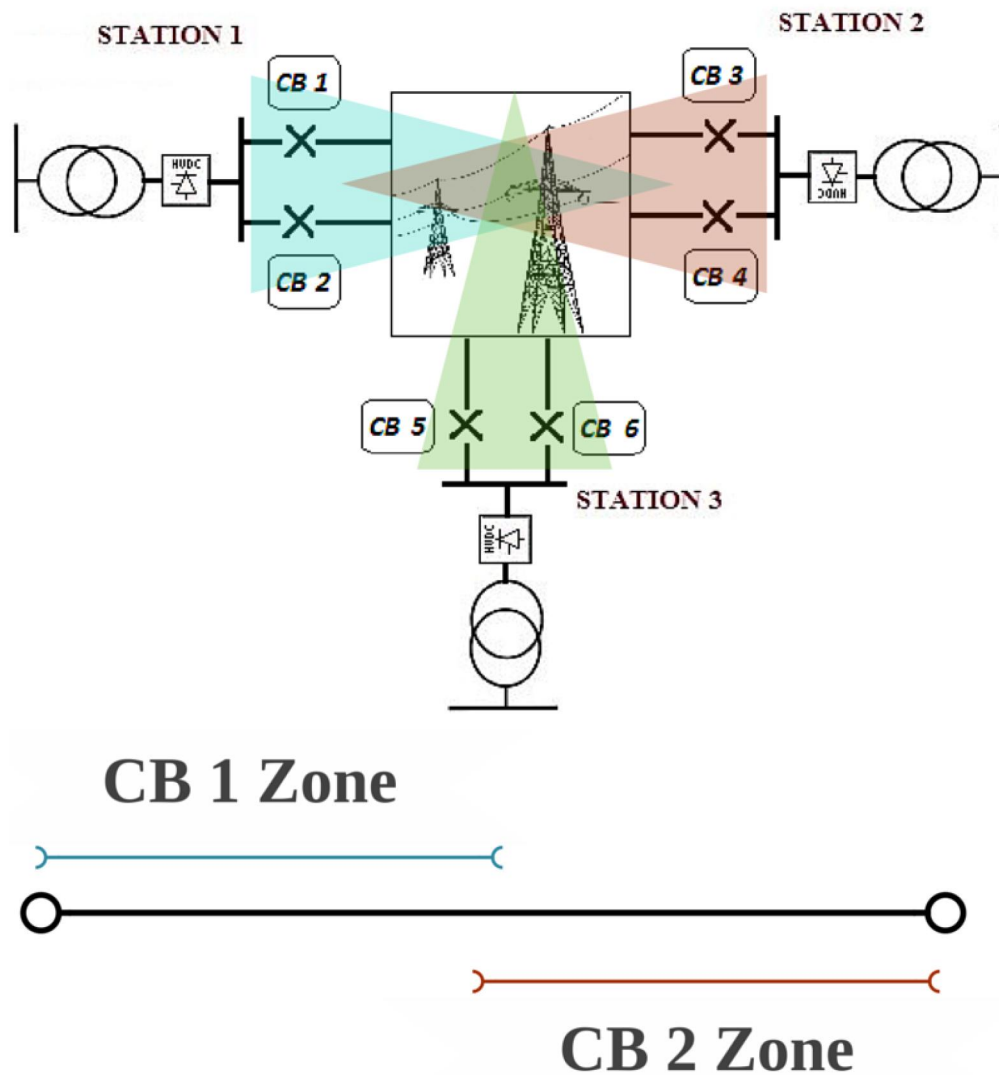 STATION 1
STATION 2
CB 1
CB 3
HVDC
HVDC
CB 2
CB 4
CB 5
CB 6
STATION 3
HVDC
CB 1 Zone
CB 2 Zone